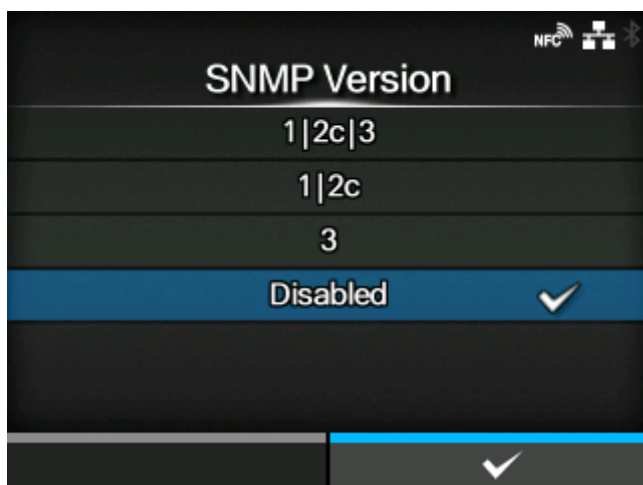 NFC
SNMP Version
1|2c|3
1|2c
3
Disabled